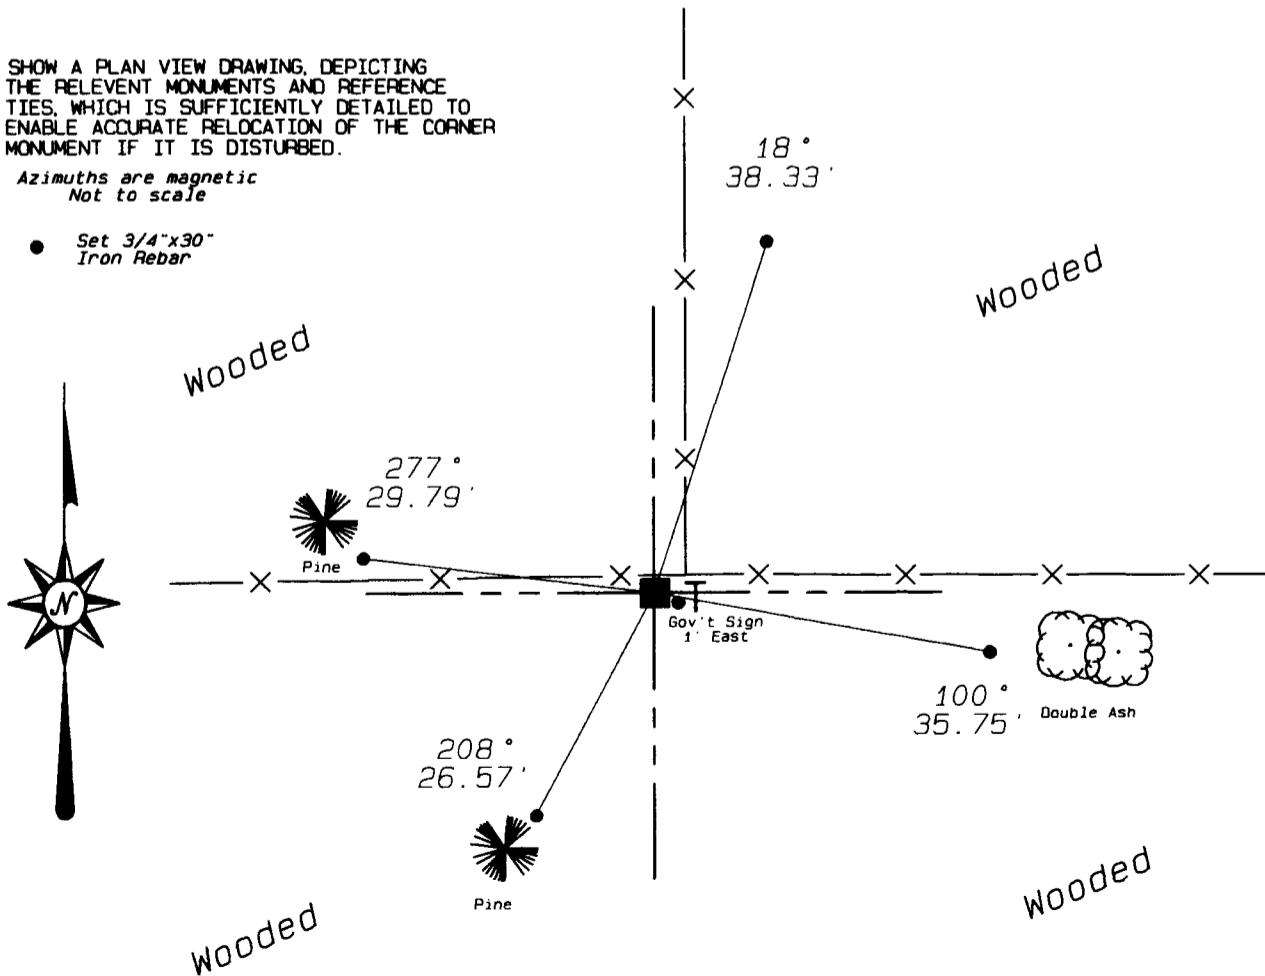 SHOW A PLAN VIEW DRAWING, DEPICTING
THE RELEVENT MONUMENTS AND REFERENCE
TIES, WHICH IS SUFFICIENTLY DETAILED TO
ENABLE ACCURATE RELOCATION OF THE CORNER
MONUMENT IF IT IS DISTURBED.
Azimuths are magnetic
Not to scale
Set 3/4"x30"
Iron Rebar
18°
38.33'
Wooded
Wooded
277°
29.79'
Pine
N
Gov't Sign
1' East
100°
35.75'
Double Ash
208°
26.57'
Pine
Wooded
Wooded